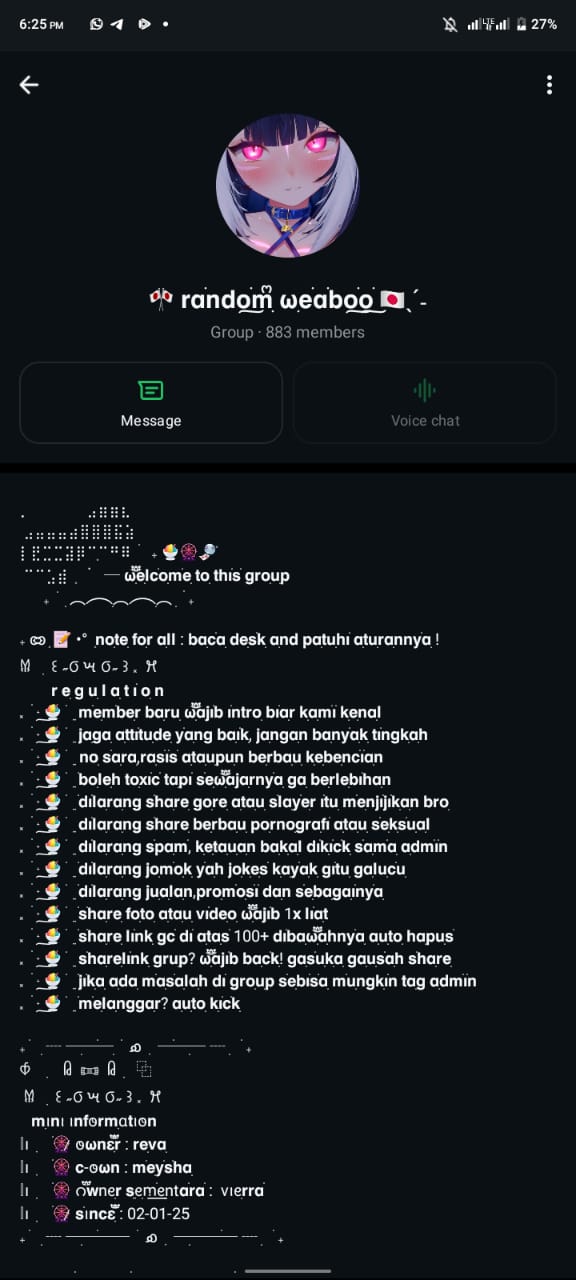 6:25 PM
LTE 27%
random weaboo
Group · 883 members
Message
Voice chat
welcome to this group
note for all : baca desk and patuhi aturannya !
regulation
member baru wajib intro biar kami kenal
jaga attitude yang baik, jangan banyak tingkah
no sara,rasis ataupun berbau kebencian
boleh toxic tapi sewajarnya ga berlebihan
dilarang share gore atau slayer itu menjijikan bro
dilarang share berbau pornografi atau seksual
dilarang spam, ketauan bakal dikick sama admin
dilarang jomok yah jokes kayak gitu galucu
dilarang jualan,promosi dan sebagainya
share foto atau video wajib 1x liat
share link gc di atas 100+ dibawahnya auto hapus
sharelink grup? wajib back! gasuka gausah share
jika ada masalah di group sebisa mungkin tag admin
melanggar? auto kick
mini information
owner : reva
c-own : meysha
owner sementara : vierra
since : 02-01-25